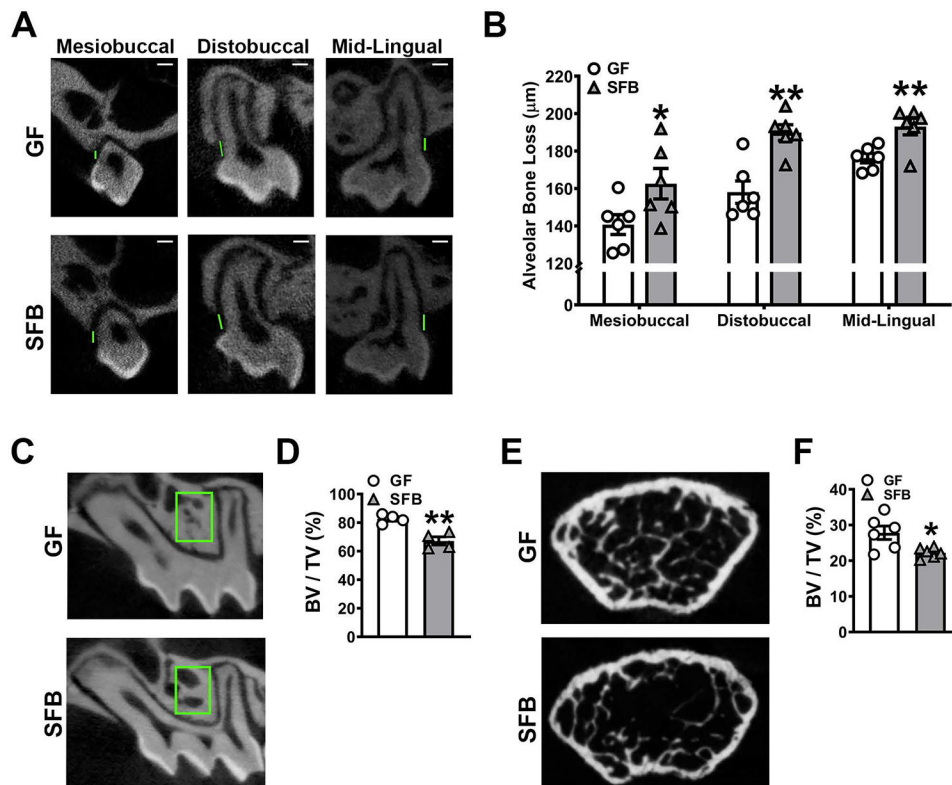 A
Mesiobuccal Distobuccal Mid-Lingual
GF
SFB
B
GF
SFB
Alveolar Bone Loss (μm)
220
200
180
160
140
120
0
* ** **
Mesiobuccal Distobuccal Mid-Lingual
C
GF
SFB
D
GF
SFB
BV / TV (%)
100
80
60
40
20
0
**
E
GF
SFB
F
GF
SFB
BV / TV (%)
40
30
20
10
0
*